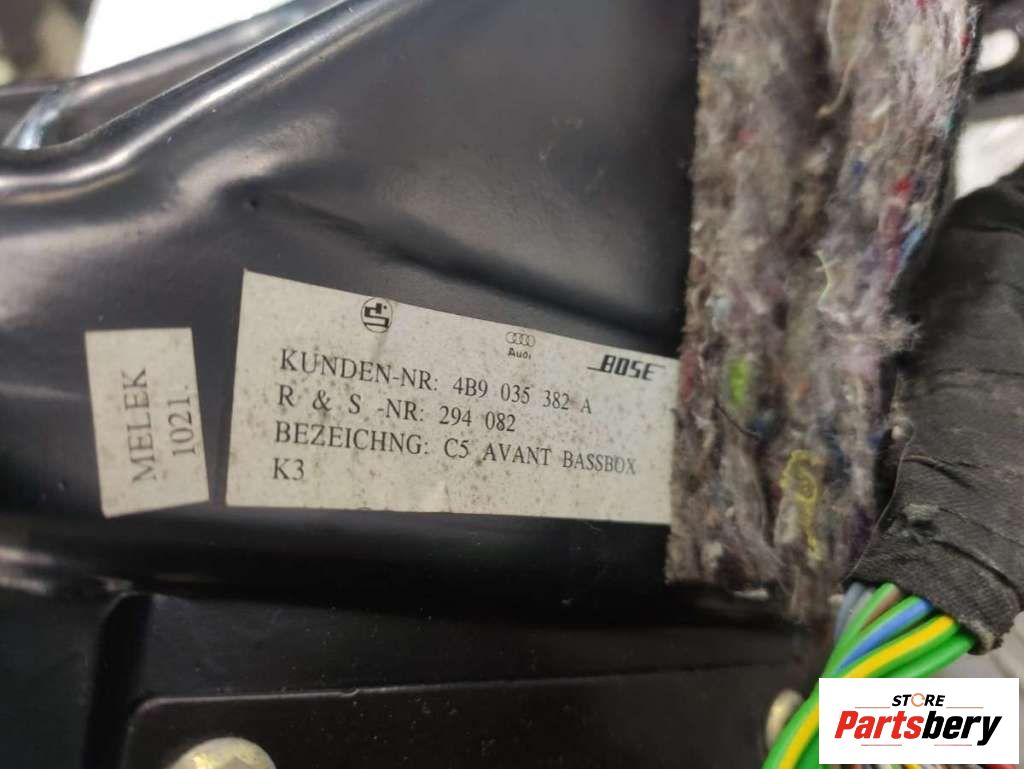 Audi
BOSE
KUNDEN-NR: 4B9 035 382 A
R & S -NR: 294 082
BEZEICHNG: C5 AVANT BASSBOX
K3
MELEK
1021.
STORE
Partsbery